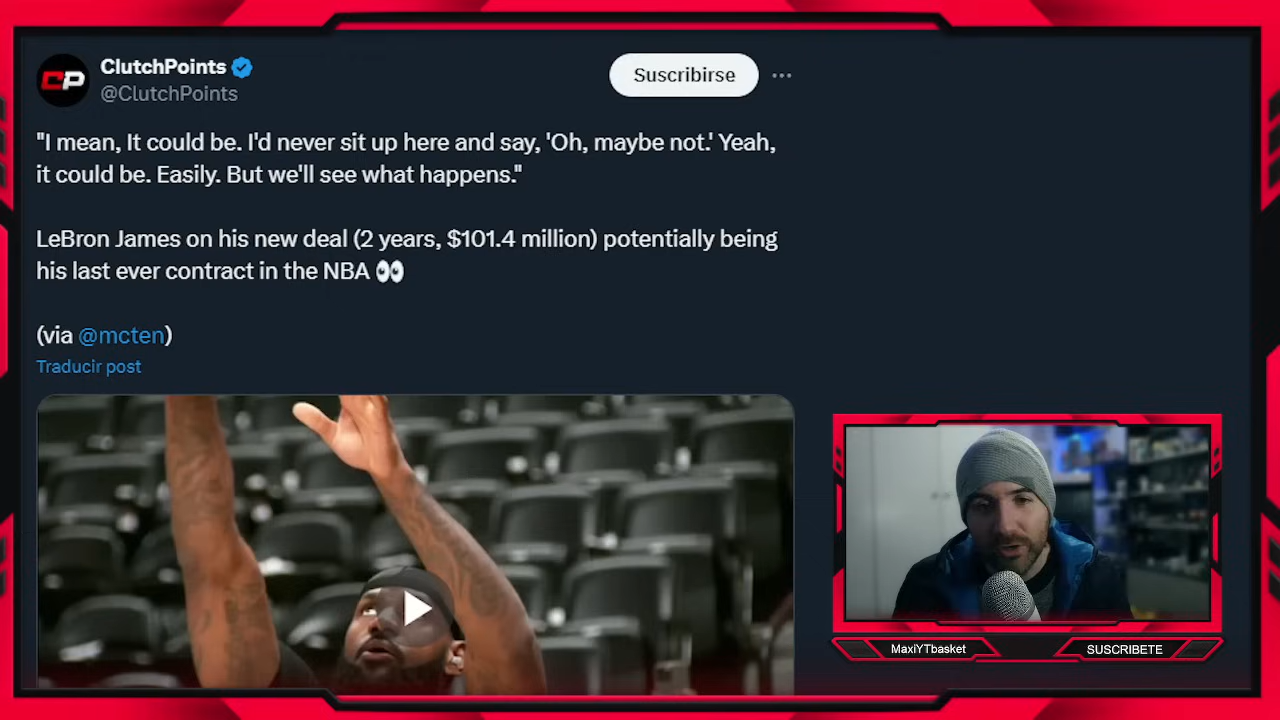 CP
ClutchPoints
@ClutchPoints
Suscribirse
"I mean, It could be. I'd never sit up here and say, 'Oh, maybe not.' Yeah,
it could be. Easily. But we'll see what happens."
LeBron James on his new deal (2 years, $101.4 million) potentially being
his last ever contract in the NBA 👀
(via @mcten)
Traducir post
MaxiYTbasket
SUSCRIBETE